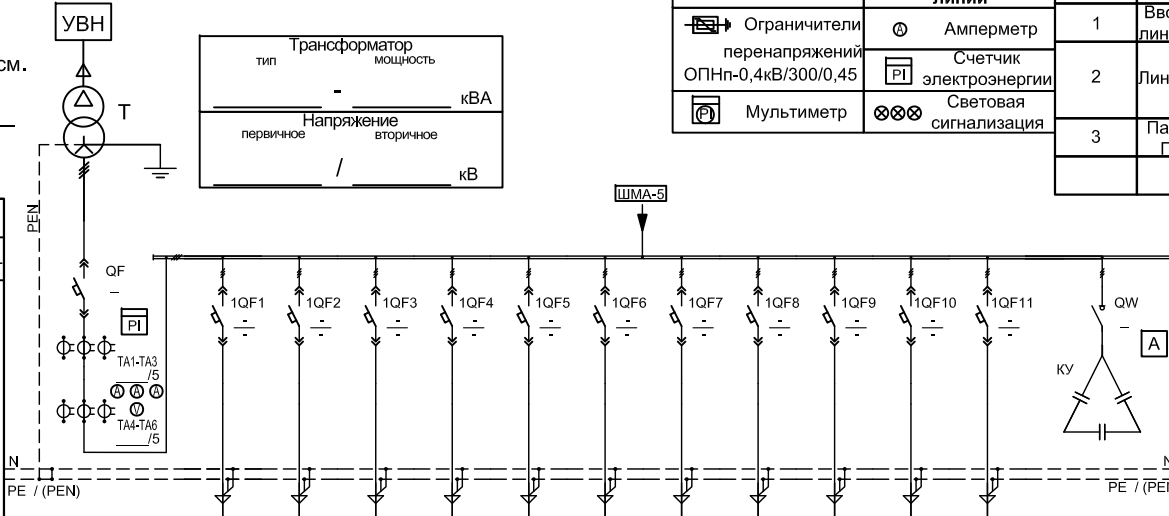 УВН
см.
Т
Трансформатор
тип
мощность
-
кВА
Напряжение
первичное
вторичное
/
кВ
линии
Ограничители
перенапряжений
ОПНп-0,4кВ/300/0,45
A
Амперметр
PI
Счетчик
электроэнергии
PI
Мультиметр
Световая
сигнализация
1
Вво
лин
2
Лин
3
Па
П
PEN
ШМА-5
QF
–
PI
TA1-TA3
/5
A A A
V
TA4-TA6
/5
1QF1
1QF2
1QF3
1QF4
1QF5
1QF6
1QF7
1QF8
1QF9
1QF10
1QF11
QW
–
A
КУ
N
N
PE / (PEN)
PE / (PEN